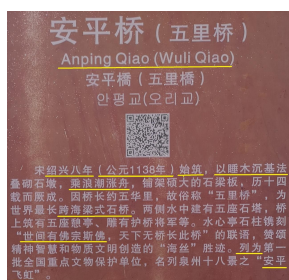 安平桥（五里桥）
Anping Qiao (Wuli Qiao)
安平橋（五里橋）
안평교(오리교)
宋绍兴八年（公元1138年）始筑，以睡木沉基法
叠砌石墩，乘浪潮涨舟，铺架硕大的石梁板，历十四
载而厥成。因桥长约五华里，故俗称“五里桥”，为
世界最长跨海梁式石桥。两侧水中建有五座石塔，桥
上筑有五座憩亭、雕有护桥将军等。水心亭石柱镌刻
“世间有佛宗斯佛，天下无桥长此桥”的联语，赞颂
精神智慧和物质文明创造的“海丝”胜迹。列为第一
批全国重点文物保护单位，名列泉州十八景之“安平
飞虹”。